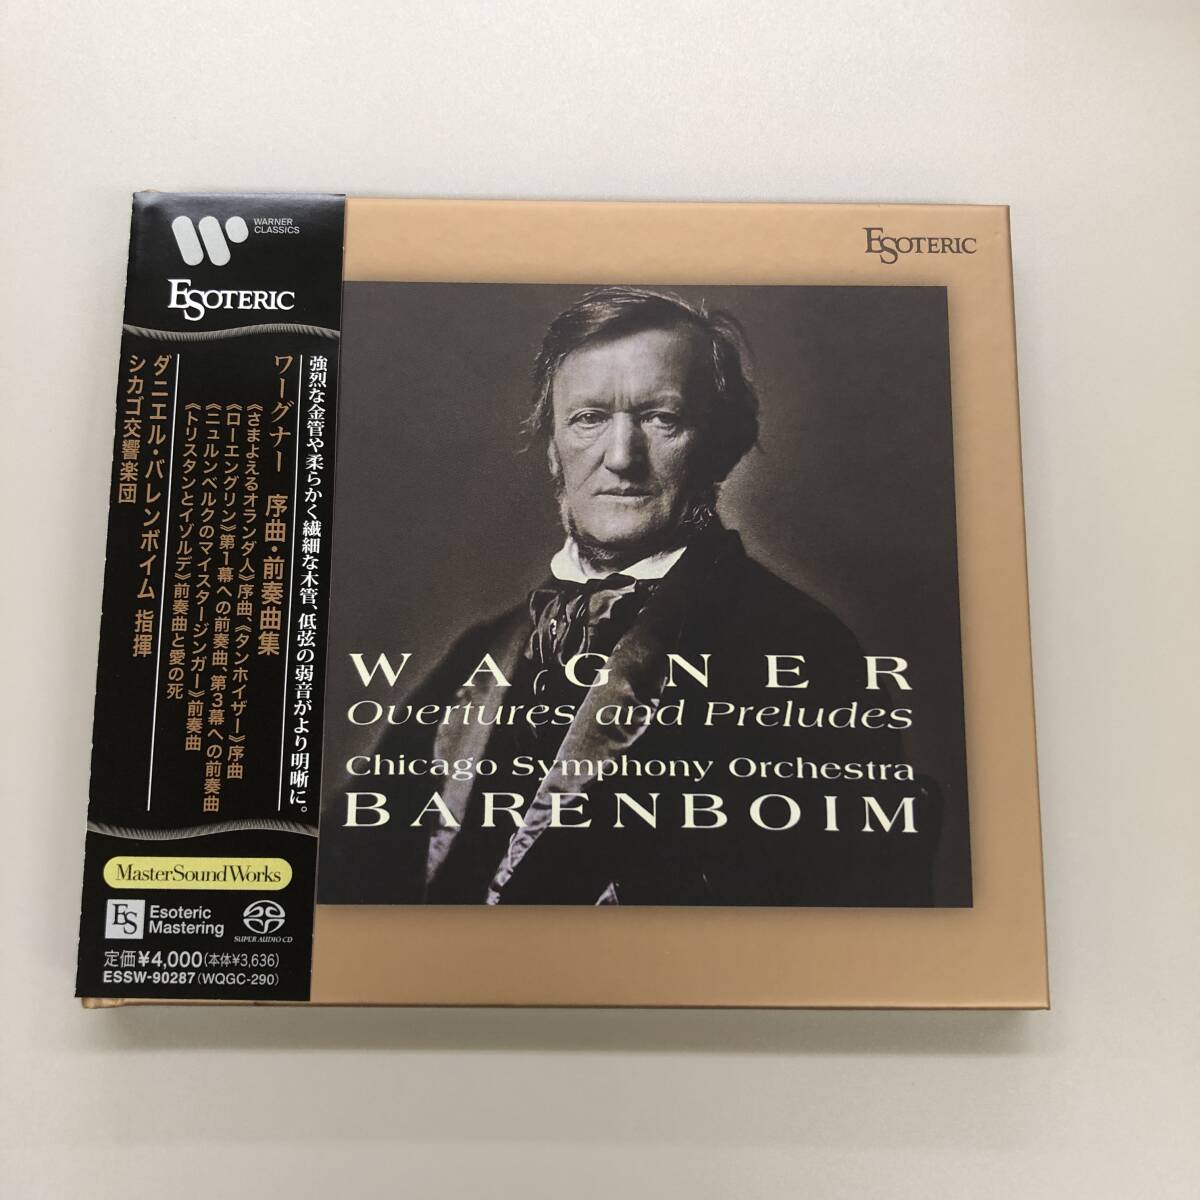 WARNER
CLASSICS
ESOTERIC
強烈な金管や柔らかく繊細な木管、低弦の弱音がより明晰に。
ワーグナー 序曲・前奏曲集
《さまよえるオランダ人》序曲、《タンホイザー》序曲
《ローエングリン》第1幕への前奏曲、第3幕への前奏曲
《ニュルンベルクのマイスタージンガー》前奏曲
《トリスタンとイゾルデ》前奏曲と愛の死
ダニエル・バレンボイム 指揮
シカゴ交響楽団
MasterSoundWorks
ES
Esoteric
Mastering
SUPER AUDIO CD
定価¥4,000(本体¥3,636)
ESSW-90287(WQGC-290)
ESOTERIC
WAGNER
Overtures and Preludes
Chicago Symphony Orchestra
BARENBOIM